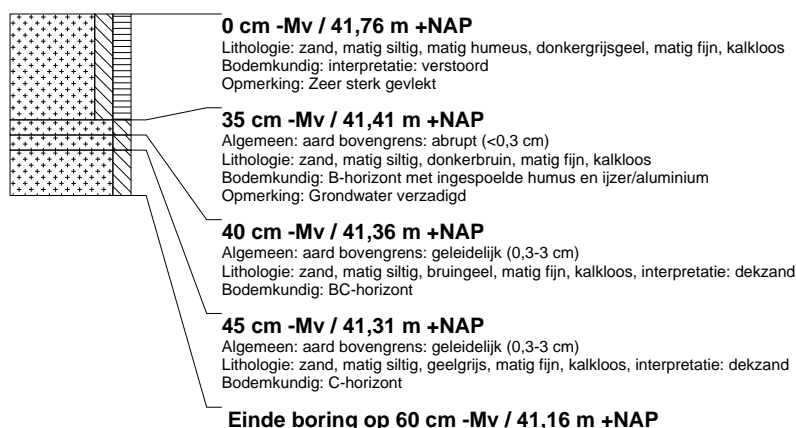 0 cm -Mv / 41,76 m +NAP
Lithologie: zand, matig siltig, matig humeus, donkergrijsgeel, matig fijn, kalkloos
Bodemkundig: interpretatie: verstoord
Opmerking: Zeer sterk gevlekt
35 cm -Mv / 41,41 m +NAP
Algemeen: aard bovengrens: abrupt (<0,3 cm)
Lithologie: zand, matig siltig, donkerbruin, matig fijn, kalkloos
Bodemkundig: B-horizont met ingespoelde humus en ijzer/aluminium
Opmerking: Grondwater verzadigd
40 cm -Mv / 41,36 m +NAP
Algemeen: aard bovengrens: geleidelijk (0,3-3 cm)
Lithologie: zand, matig siltig, bruingeel, matig fijn, kalkloos, interpretatie: dekzand
Bodemkundig: BC-horizont
45 cm -Mv / 41,31 m +NAP
Algemeen: aard bovengrens: geleidelijk (0,3-3 cm)
Lithologie: zand, matig siltig, geelgrijs, matig fijn, kalkloos, interpretatie: dekzand
Bodemkundig: C-horizont
Einde boring op 60 cm -Mv / 41,16 m +NAP